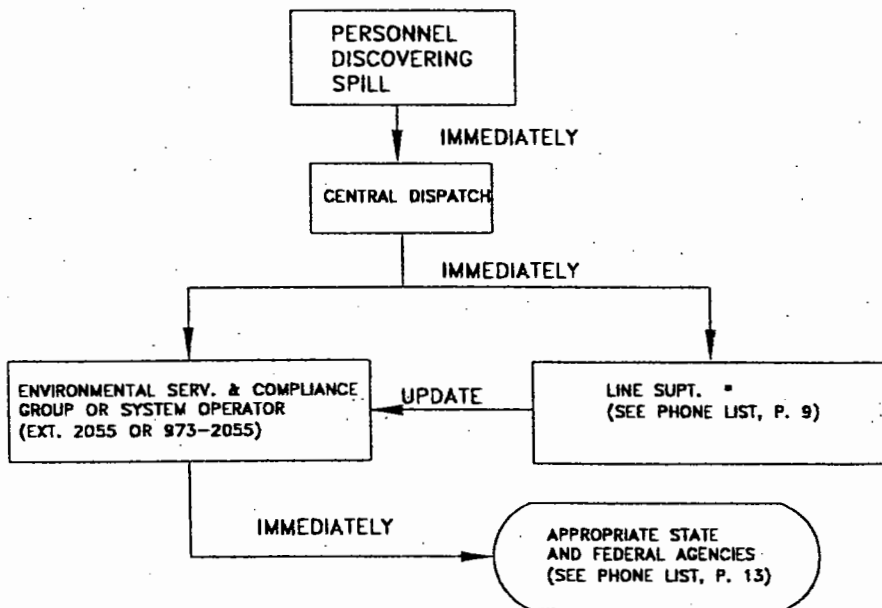 PERSONNEL
DISCOVERING
SPILL
IMMEDIATELY
CENTRAL DISPATCH
IMMEDIATELY
ENVIRONMENTAL SERV. & COMPLIANCE
GROUP OR SYSTEM OPERATOR
(EXT. 2055 OR 973-2055)
UPDATE
LINE SUPT. *
(SEE PHONE LIST, P. 9)
IMMEDIATELY
APPROPRIATE STATE
AND FEDERAL AGENCIES
(SEE PHONE LIST, P. 13)